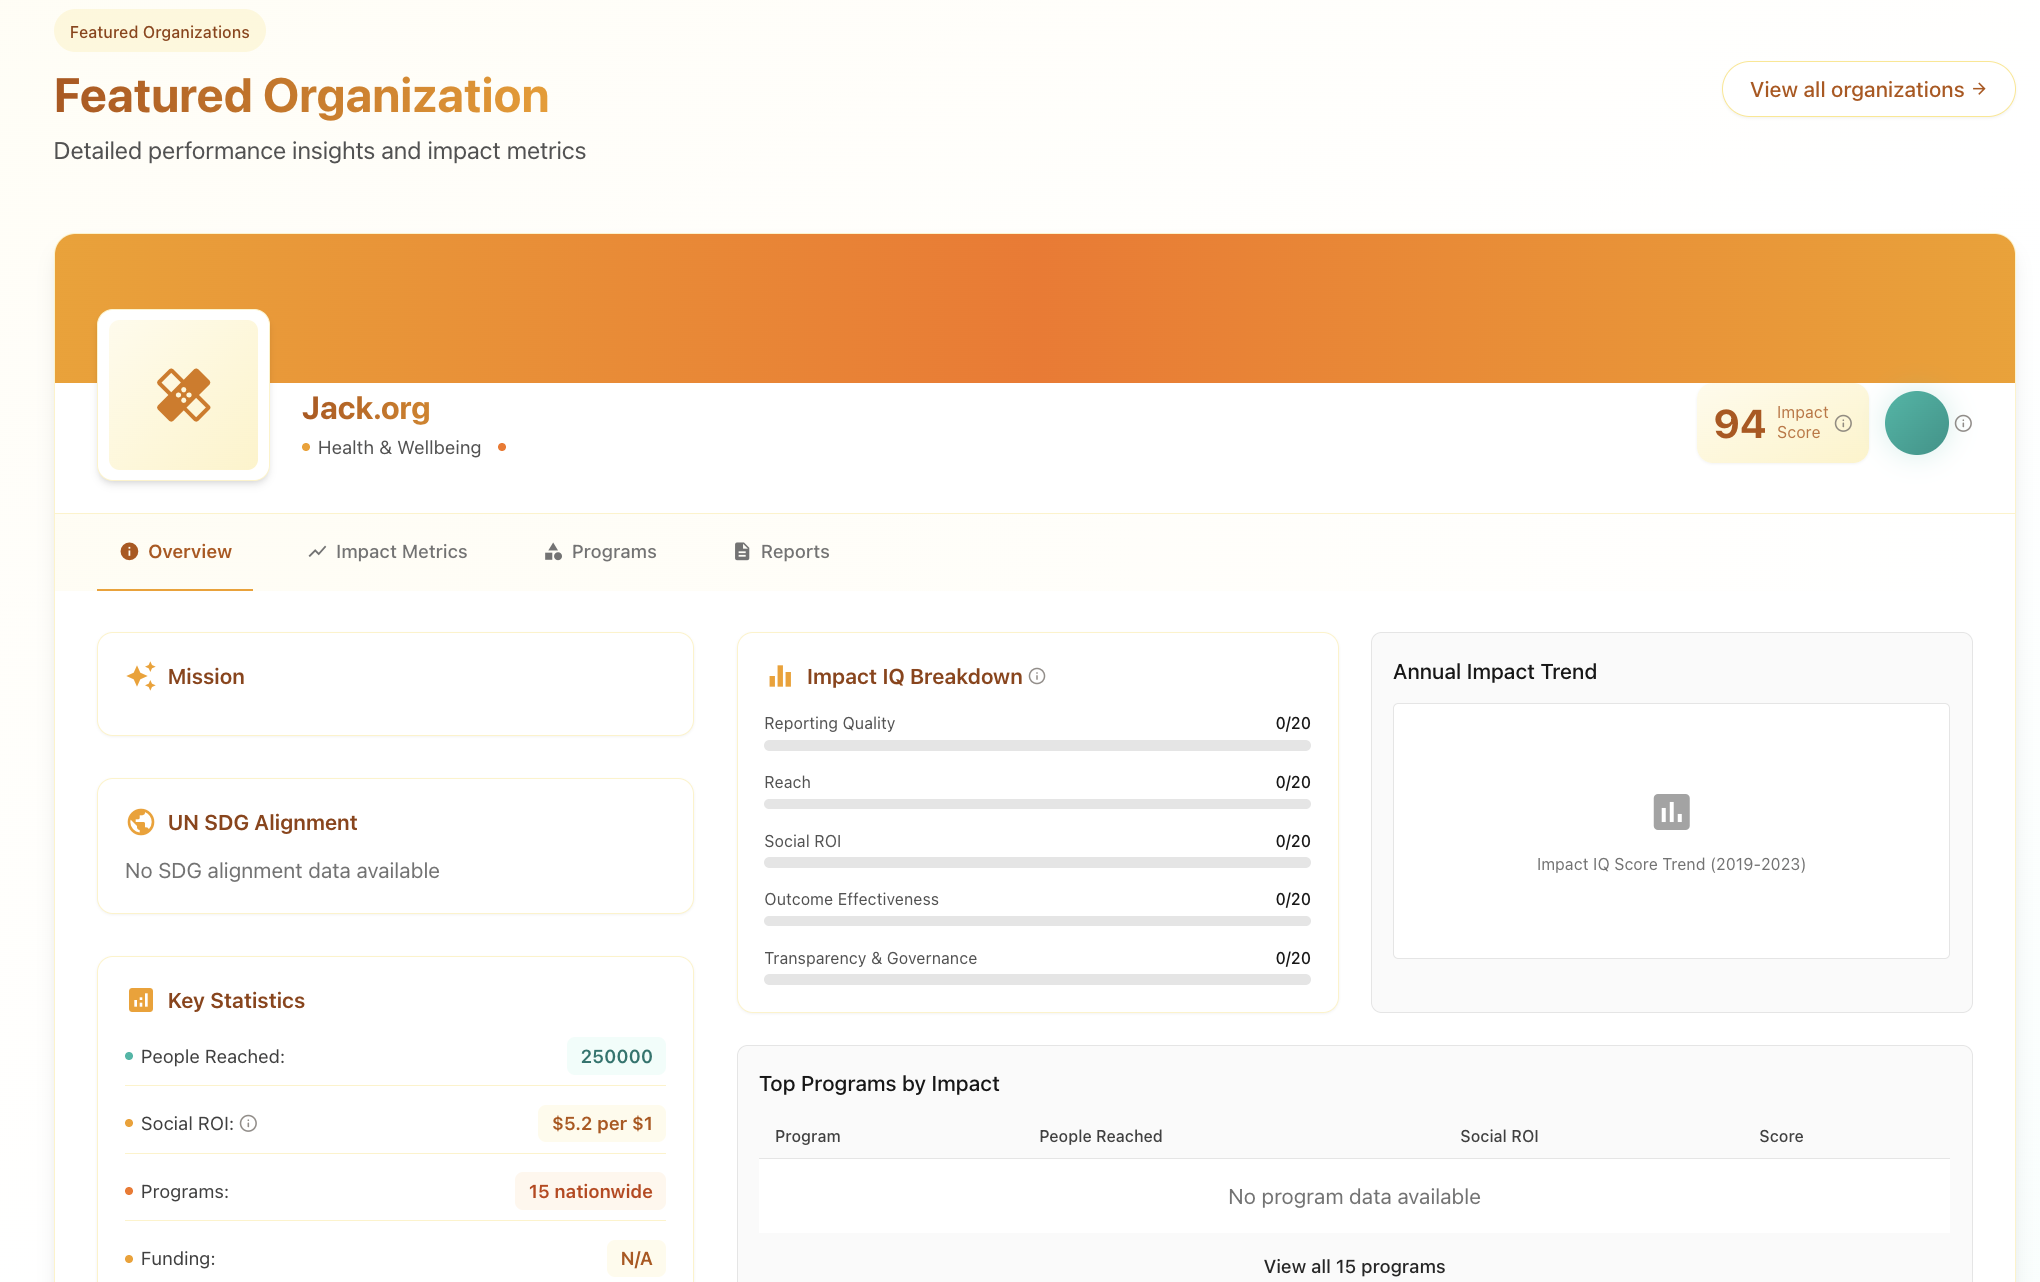 Featured Organizations
Featured Organization
Detailed performance insights and impact metrics
View all organizations →
Jack.org
Health & Wellbeing
94
Impact
Score
Overview
Impact Metrics
Programs
Reports
Mission
UN SDG Alignment
No SDG alignment data available
Key Statistics
People Reached:
250000
Social ROI:
$5.2 per $1
Programs:
15 nationwide
Funding:
N/A
Impact IQ Breakdown
Reporting Quality
0/20
Reach
0/20
Social ROI
0/20
Outcome Effectiveness
0/20
Transparency & Governance
0/20
Annual Impact Trend
Impact IQ Score Trend (2019-2023)
Top Programs by Impact
Program
People Reached
Social ROI
Score
No program data available
View all 15 programs